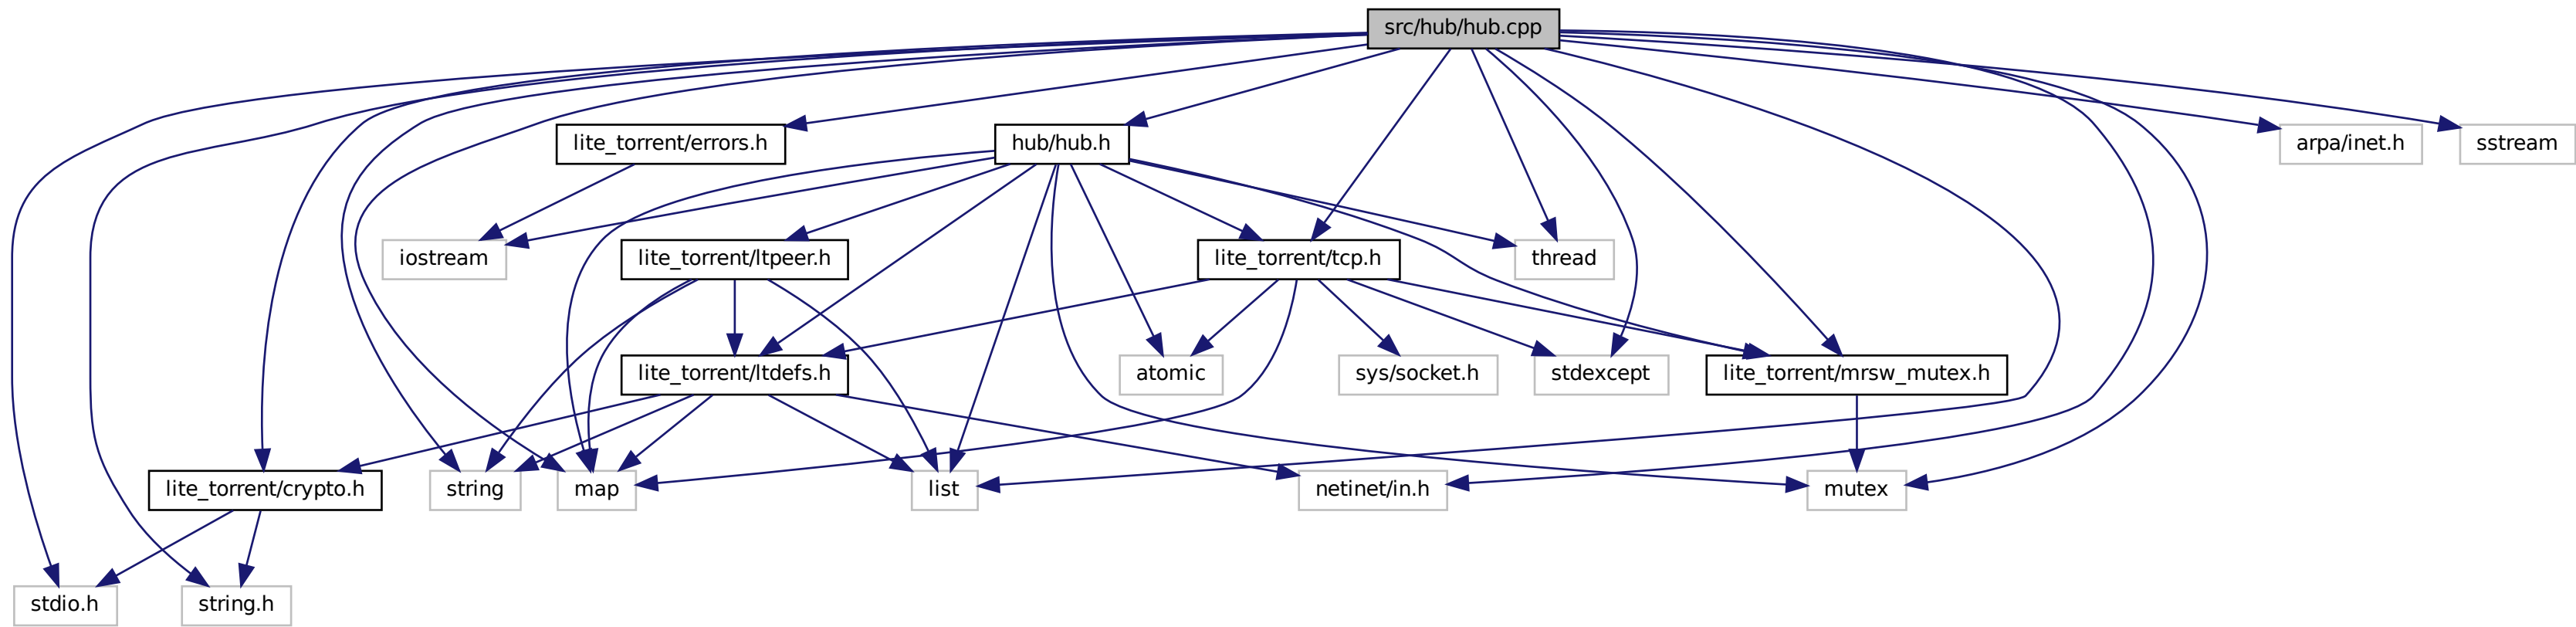 src/hub/hub.cpp
lite_torrent/errors.h
hub/hub.h
arpa/inet.h
sstream
iostream
lite_torrent/ltpeer.h
lite_torrent/tcp.h
thread
lite_torrent/ltdefs.h
atomic
sys/socket.h
stdexcept
lite_torrent/mrsw_mutex.h
lite_torrent/crypto.h
string
map
list
netinet/in.h
mutex
stdio.h
string.h